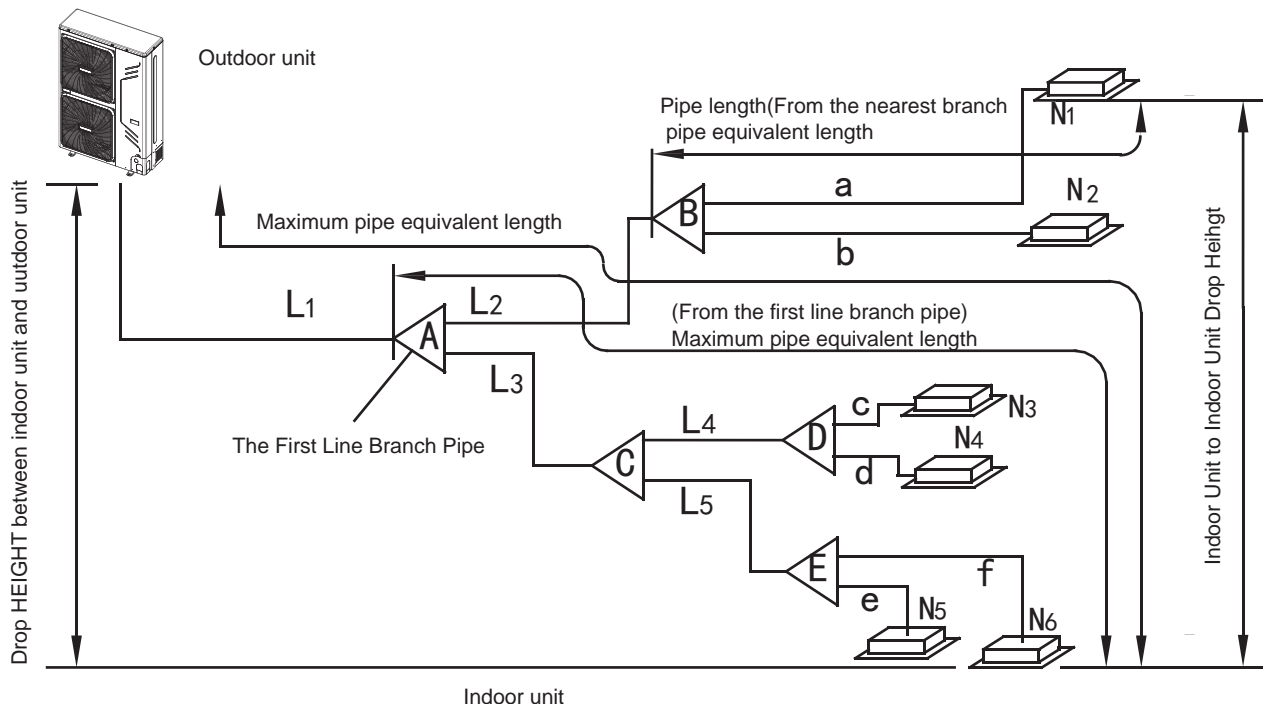 Outdoor unit
Pipe length(From the nearest branch
pipe equivalent length
N1
a
N2
B
b
Maximum pipe equivalent length
L1
L2
A
(From the first line branch pipe)
Maximum pipe equivalent length
L3
The First Line Branch Pipe
c
N3
L4
D
N4
C
d
L5
E
f
e
N5
N6
Indoor unit
Drop HEIGHT between indoor unit and uutdoor unit
Indoor Unit to Indoor Unit Drop Heihgt